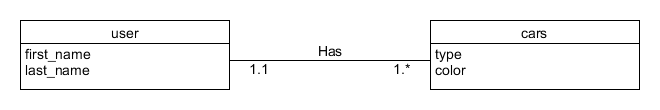 user
first_name
last_name
Has
1.1
1.*
cars
type
color